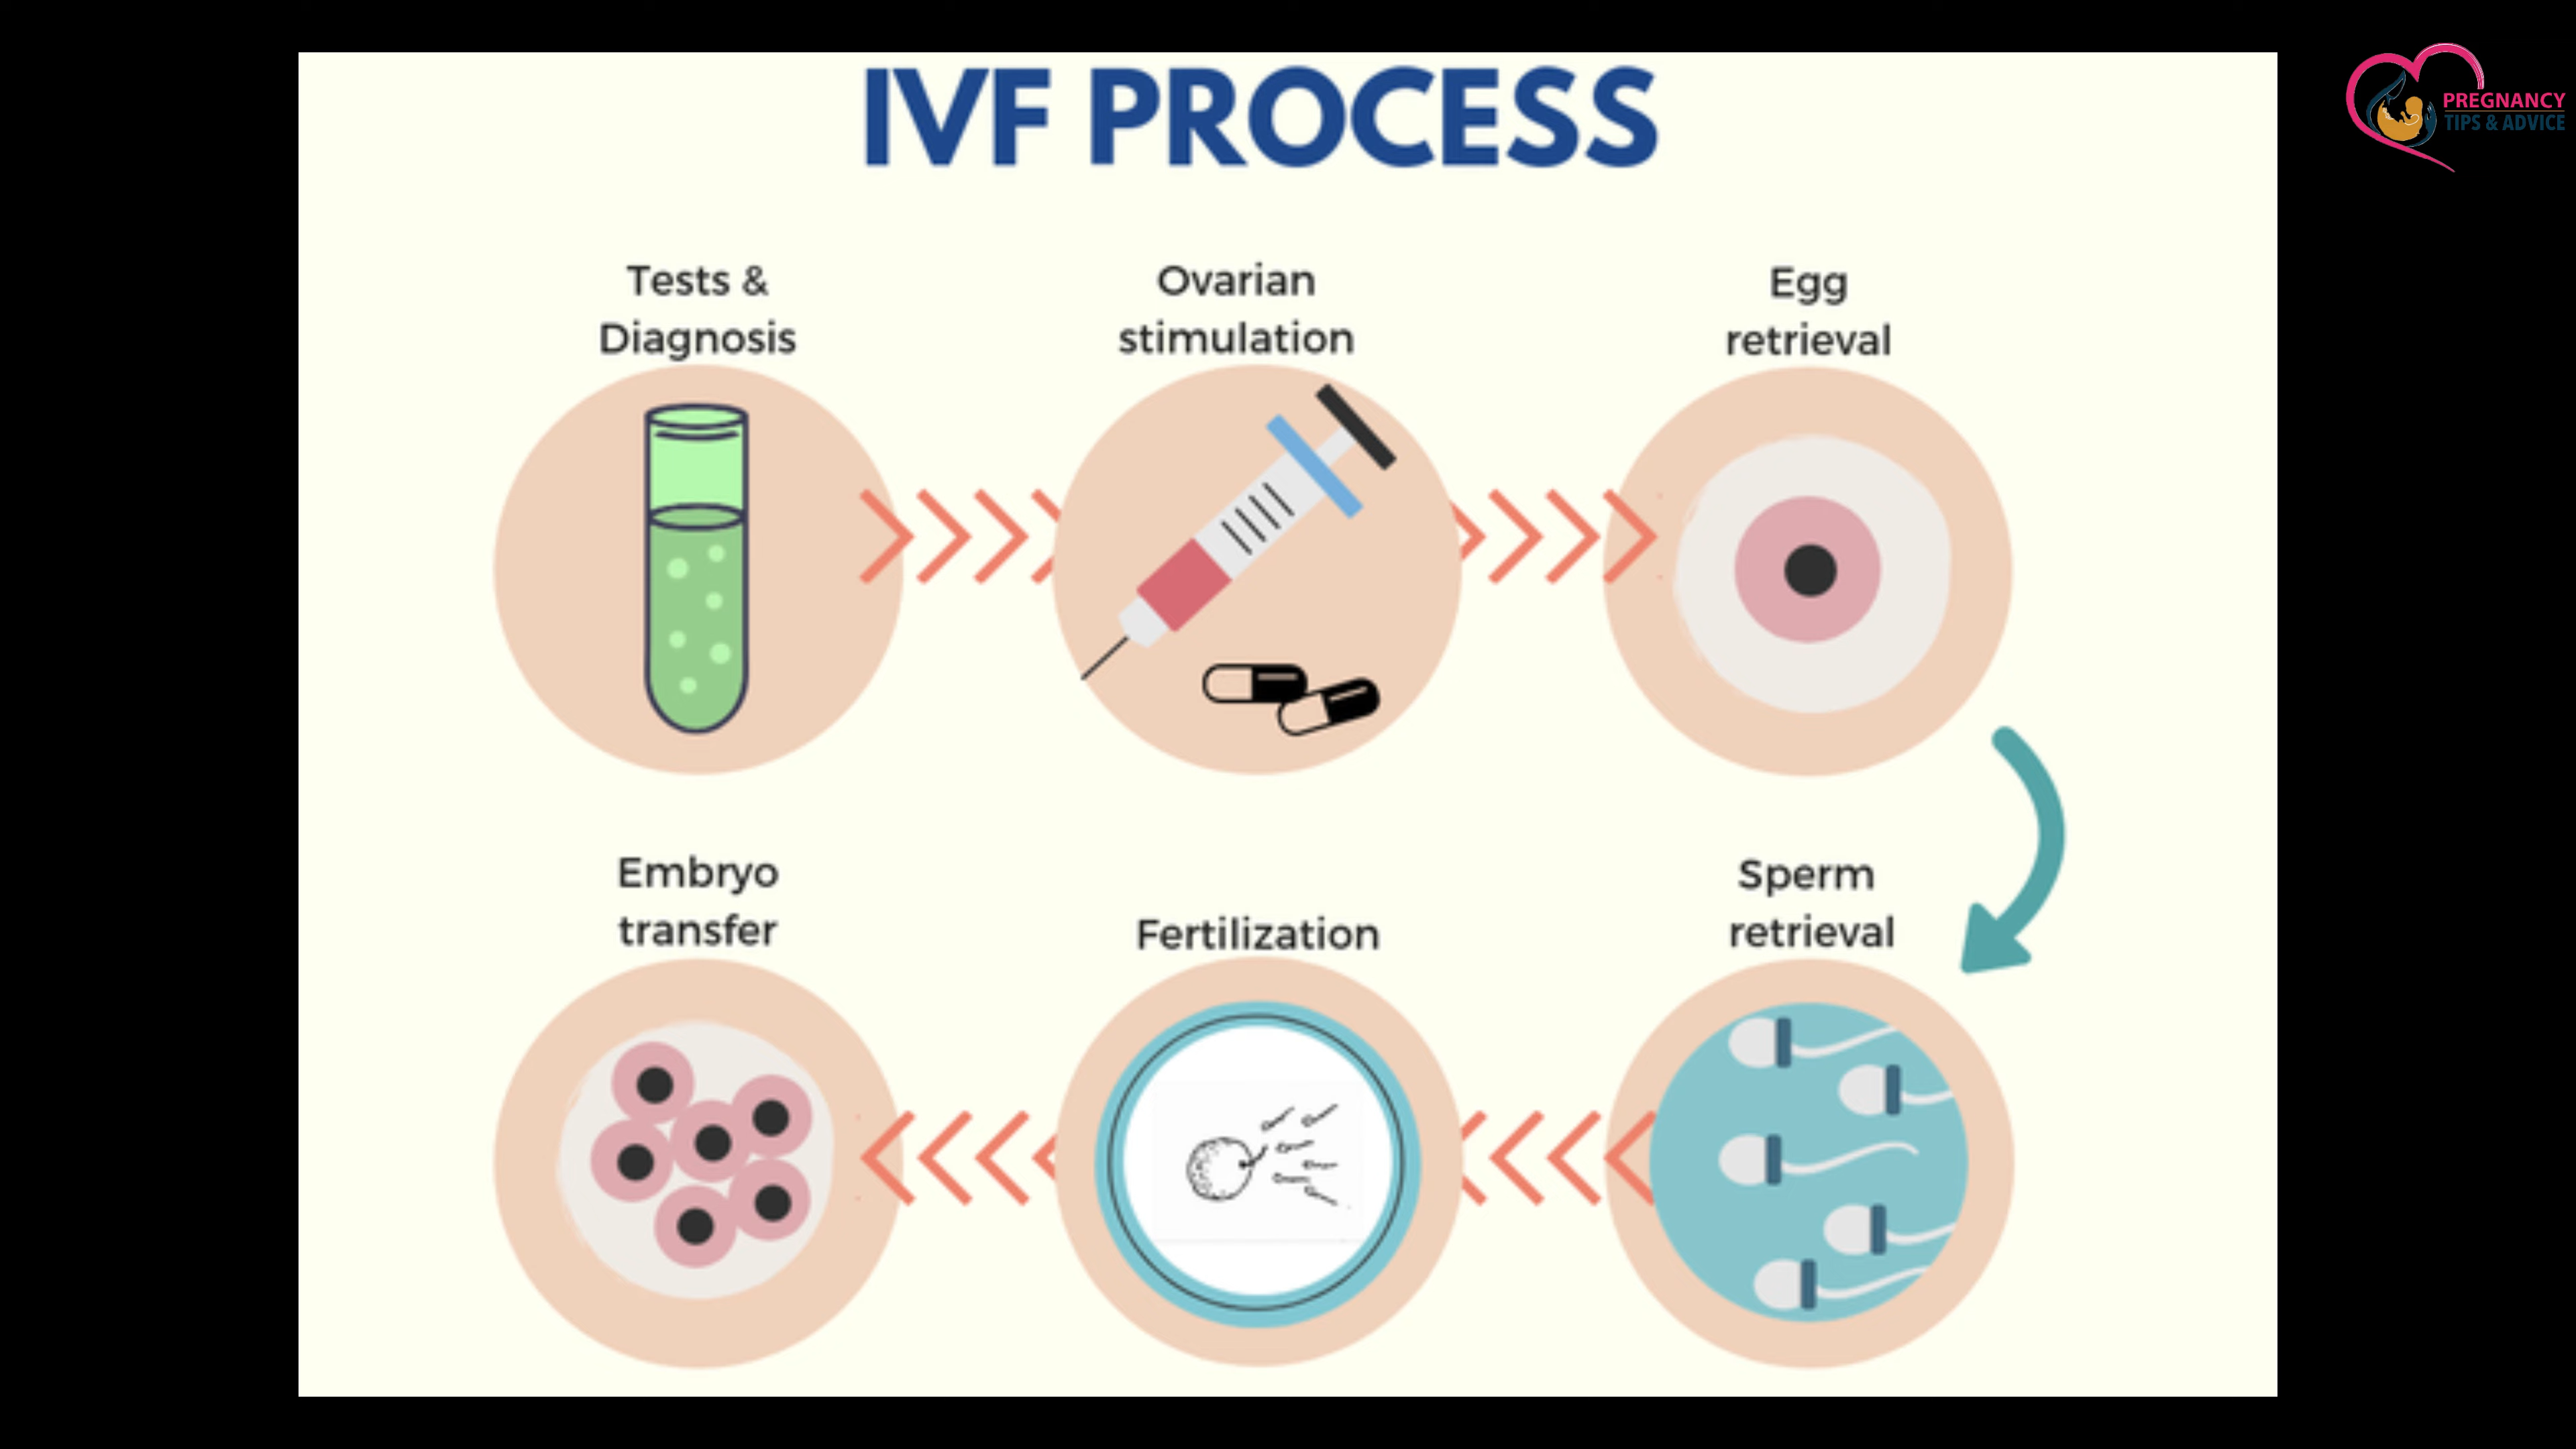 IVF PROCESS
PREGNANCY
TIPS & ADVICE
Tests &
Diagnosis
Ovarian
stimulation
Egg
retrieval
Embryo
transfer
Fertilization
Sperm
retrieval